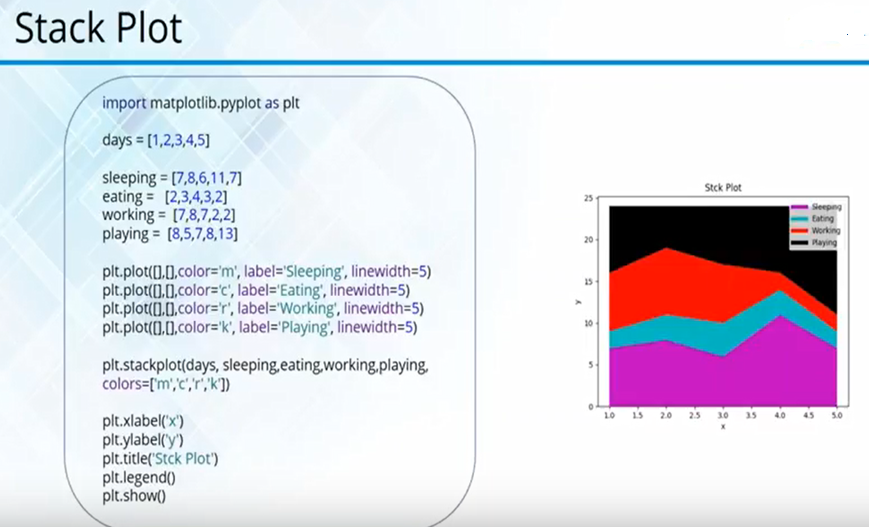 Stack Plot
import matplotlib.pyplot as plt
days = [1,2,3,4,5]
sleeping = [7,8,6,11,7]
eating =   [2,3,4,3,2]
working =  [7,8,7,2,2]
playing =  [8,5,7,8,13]
plt.plot([],[],color='m', label='Sleeping', linewidth=5)
plt.plot([],[],color='c', label='Eating', linewidth=5)
plt.plot([],[],color='r', label='Working', linewidth=5)
plt.plot([],[],color='k', label='Playing', linewidth=5)
plt.stackplot(days, sleeping,eating,working,playing,
colors=['m','c','r','k'])
plt.xlabel('x')
plt.ylabel('y')
plt.title('Stck Plot')
plt.legend()
plt.show()
Stck Plot
25
20
15
10
5
0
y
Sleeping
Eating
Working
Playing
1.0 1.5 2.0 2.5 3.0 3.5 4.0 4.5 5.0
x